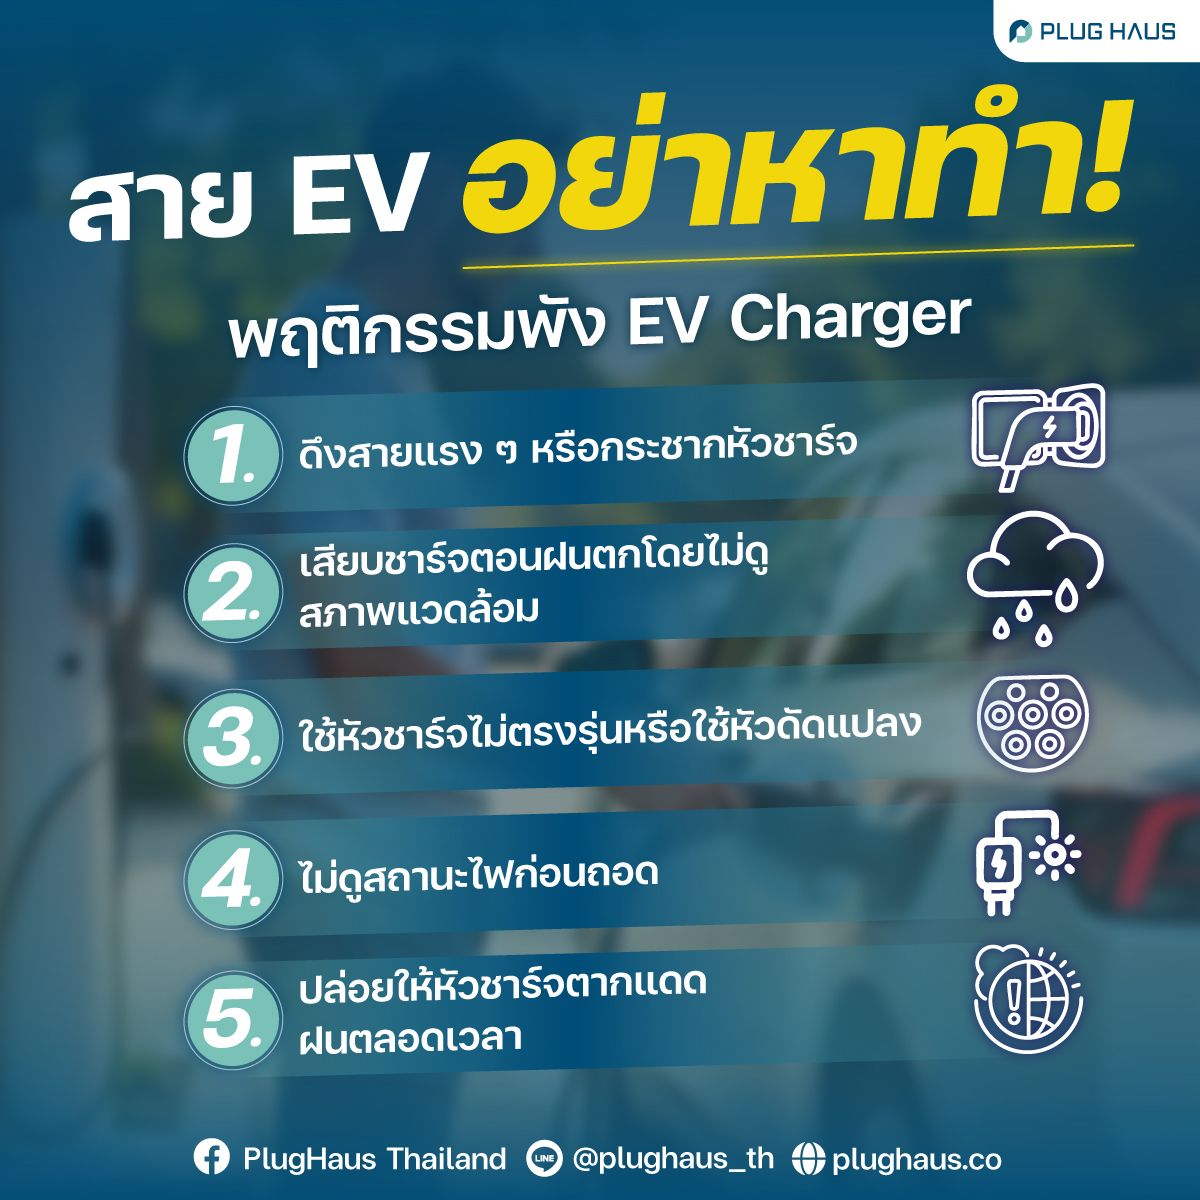 PLUG HAUS
สาย EV อย่าหาทำ!
พฤติกรรมพัง EV Charger
1. ดึงสายแรง ๆ หรือกระชากหัวชาร์จ
2. เสียบชาร์จตอนฝนตกโดยไม่ดู
สภาพแวดล้อม
3. ใช้หัวชาร์จไม่ตรงรุ่นหรือใช้หัวดัดแปลง
4. ไม่ดูสถานะไฟก่อนถอด
5. ปล่อยให้หัวชาร์จตากแดด
ฝนตลอดเวลา
PlugHaus Thailand LINE @plughaus_th plughaus.co